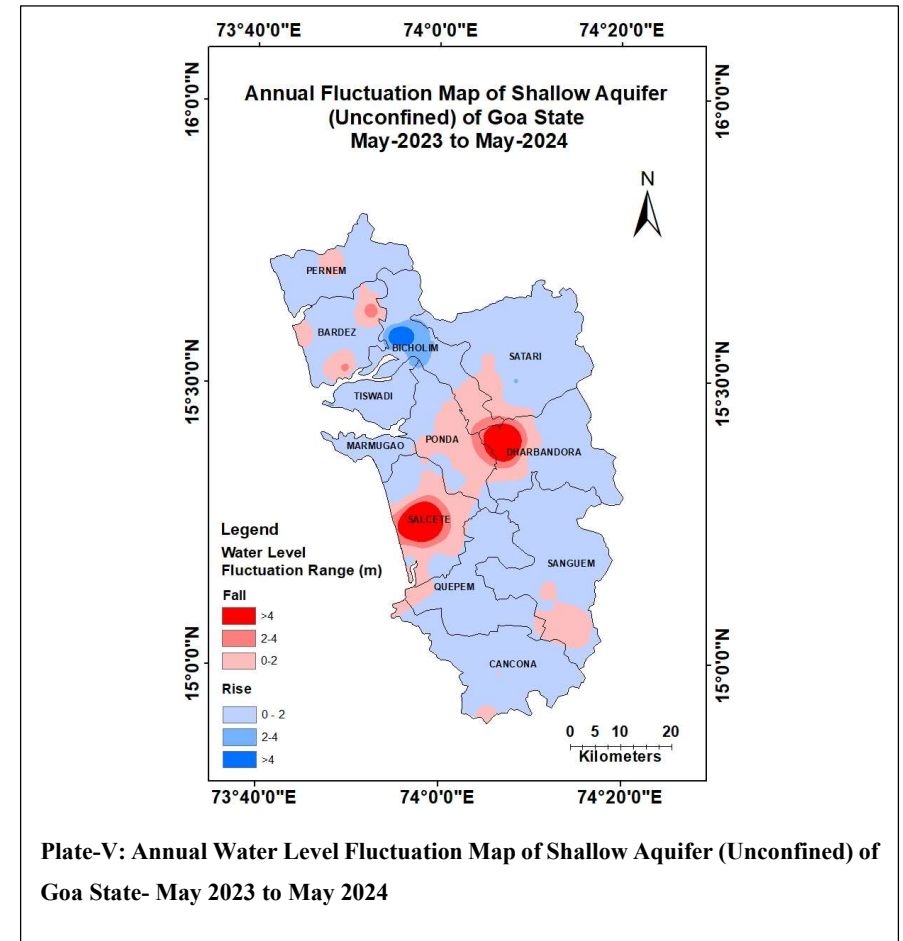 73°40'0"E 74°0'0"E 74°20'0"E
16°0'0"N
16°0'0"N
Annual Fluctuation Map of Shallow Aquifer
(Unconfined) of Goa State
May-2023 to May-2024
N
PERNEM
BARDEZ
BICHOLIM
SATARI
15°30'0"N
15°30'0"N
TISWADI
MARMUGAO
PONDA
DHARBANDORA
SALCETE
SANGUEM
QUEPEM
CANCONA
Legend
Water Level
Fluctuation Range (m)
Fall
>4
2-4
0-2
Rise
0 - 2
2-4
>4
15°0'0"N
15°0'0"N
0 5 10 20
Kilometers
73°40'0"E 74°0'0"E 74°20'0"E
Plate-V: Annual Water Level Fluctuation Map of Shallow Aquifer (Unconfined) of
Goa State- May 2023 to May 2024